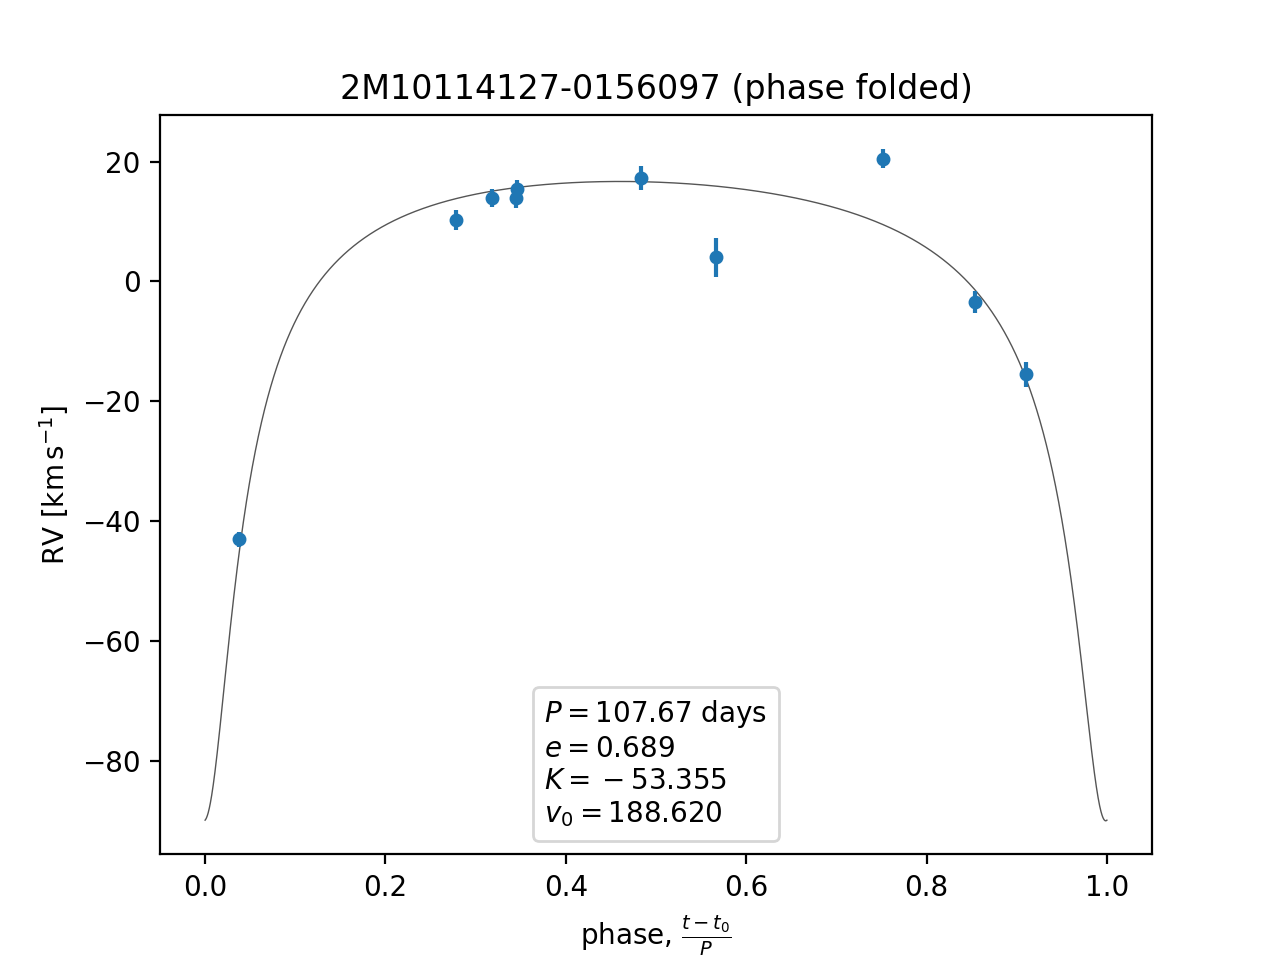 2M10114127-0156097 (phase folded)
20
0
−20
−40
−60
−80
RV [km s⁻¹]
P = 107.67 days
e = 0.689
K = − 53.355
v₀ = 188.620
0.0 0.2 0.4 0.6 0.8 1.0
phase, (t − t₀)/P